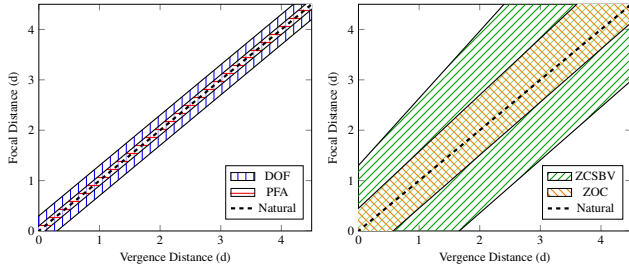 4
3
2
1
0
Focal Distance (d)
DOF
PFA
Natural
0 1 2 3 4
Vergence Distance (d)
4
3
2
1
0
Focal Distance (d)
ZCSBV
ZOC
Natural
0 1 2 3 4
Vergence Distance (d)